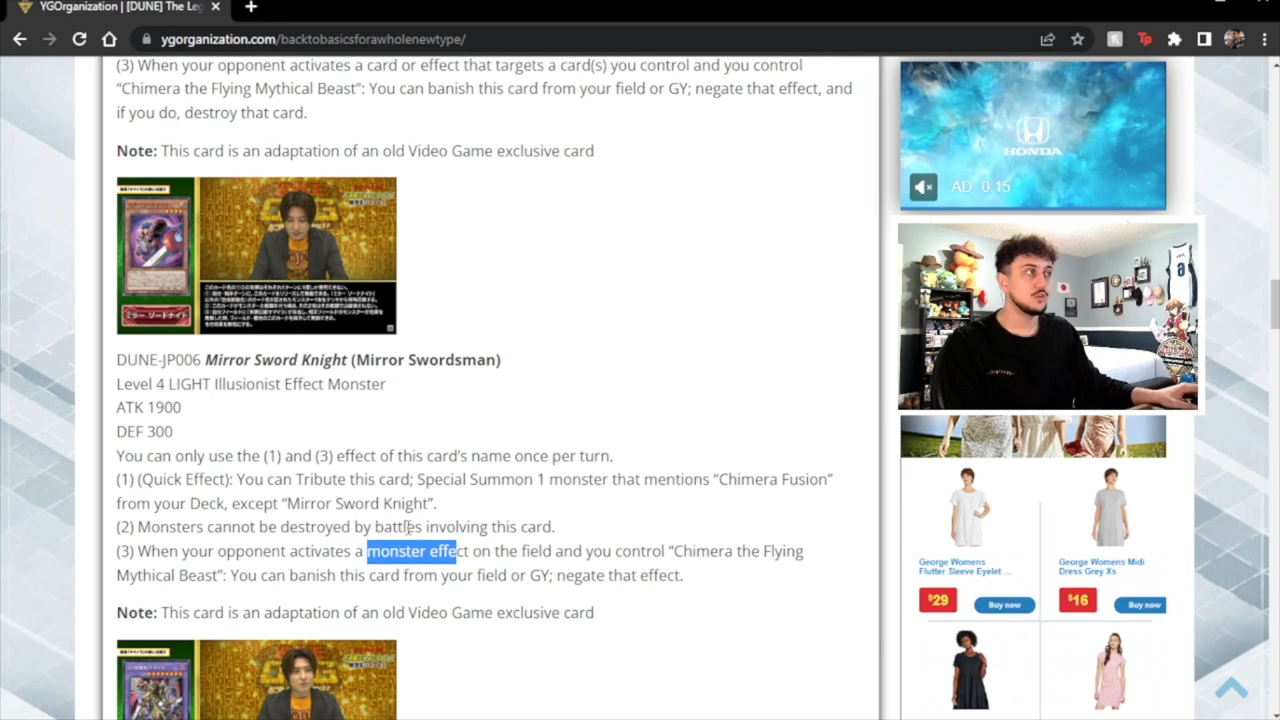 YGOrganization | [DUNE] The Leg
ygorganization.com/backtobasicsforawholenewtype/
(3) When your opponent activates a card or effect that targets a card(s) you control and you control
“Chimera the Flying Mythical Beast”: You can banish this card from your field or GY; negate that effect, and
if you do, destroy that card.
Note: This card is an adaptation of an old Video Game exclusive card
ミラー ソードナイト
DUNE-JP006 Mirror Sword Knight (Mirror Swordsman)
Level 4 LIGHT Illusionist Effect Monster
ATK 1900
DEF 300
You can only use the (1) and (3) effect of this card’s name once per turn.
(1) (Quick Effect): You can Tribute this card; Special Summon 1 monster that mentions “Chimera Fusion”
from your Deck, except “Mirror Sword Knight”.
(2) Monsters cannot be destroyed by battles involving this card.
(3) When your opponent activates a monster effect on the field and you control “Chimera the Flying
Mythical Beast”: You can banish this card from your field or GY; negate that effect.
Note: This card is an adaptation of an old Video Game exclusive card
HONDA
AD 0:15
George Womens
Flutter Sleeve Eyelet ...
$29
Buy now
George Womens Midi
Dress Grey Xs
$16
Buy now